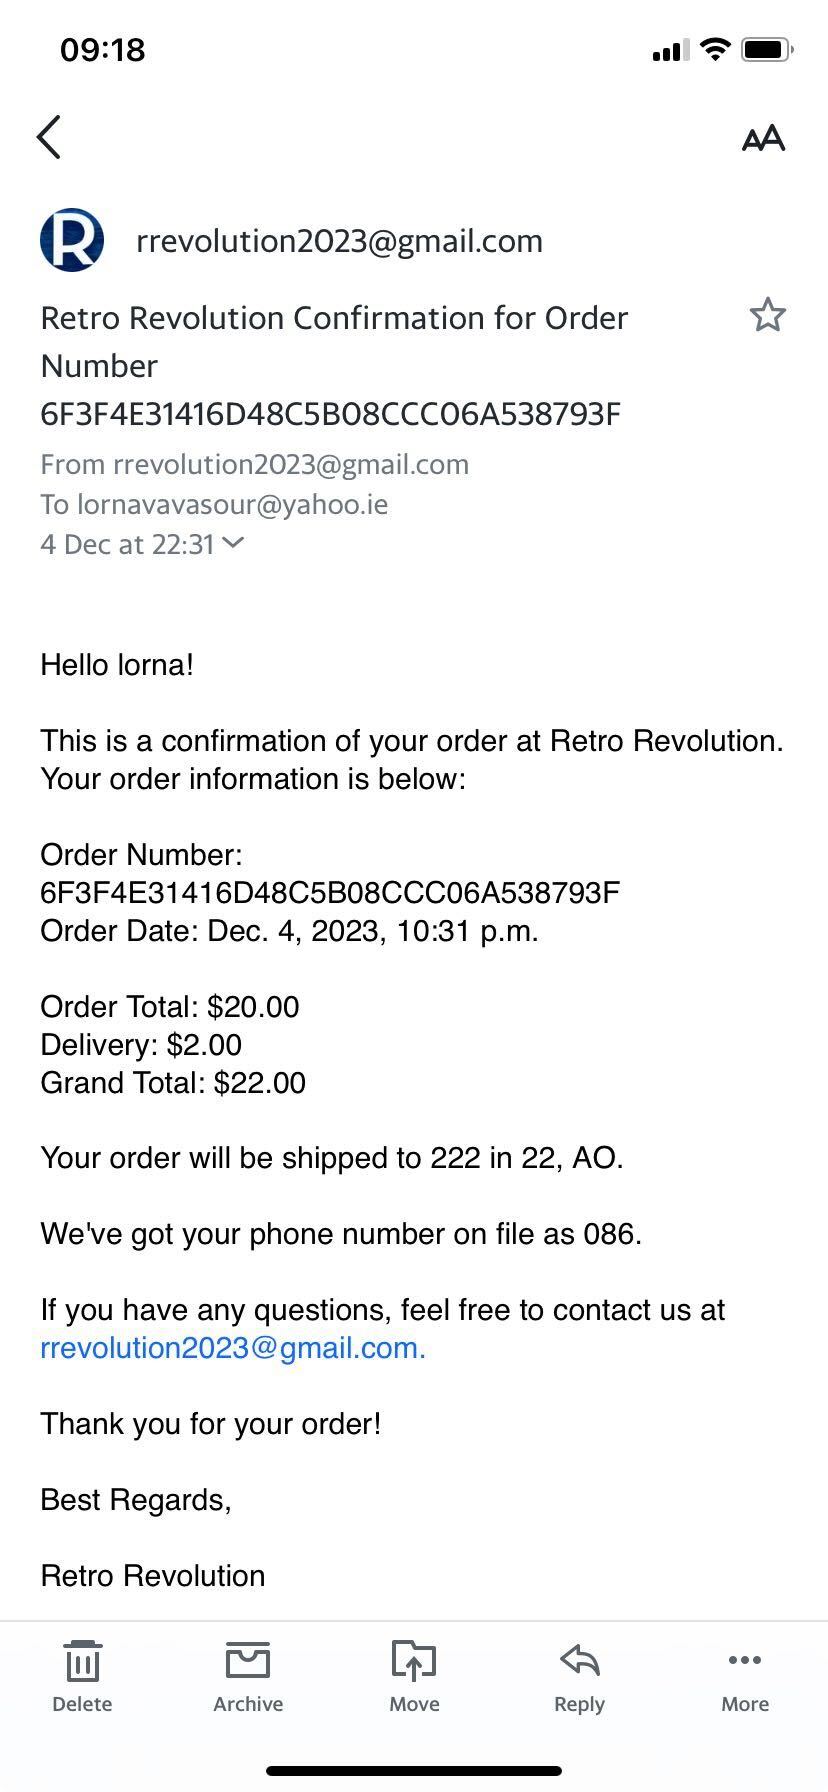 09:18
AA
R
rrevolution2023@gmail.com
Retro Revolution Confirmation for Order
Number
6F3F4E31416D48C5B08CCC06A538793F
From rrevolution2023@gmail.com
To lornavavasour@yahoo.ie
4 Dec at 22:31
Hello lorna!
This is a confirmation of your order at Retro Revolution.
Your order information is below:
Order Number:
6F3F4E31416D48C5B08CCC06A538793F
Order Date: Dec. 4, 2023, 10:31 p.m.
Order Total: $20.00
Delivery: $2.00
Grand Total: $22.00
Your order will be shipped to 222 in 22, AO.
We've got your phone number on file as 086.
If you have any questions, feel free to contact us at
rrevolution2023@gmail.com.
Thank you for your order!
Best Regards,
Retro Revolution
Delete Archive Move Reply More